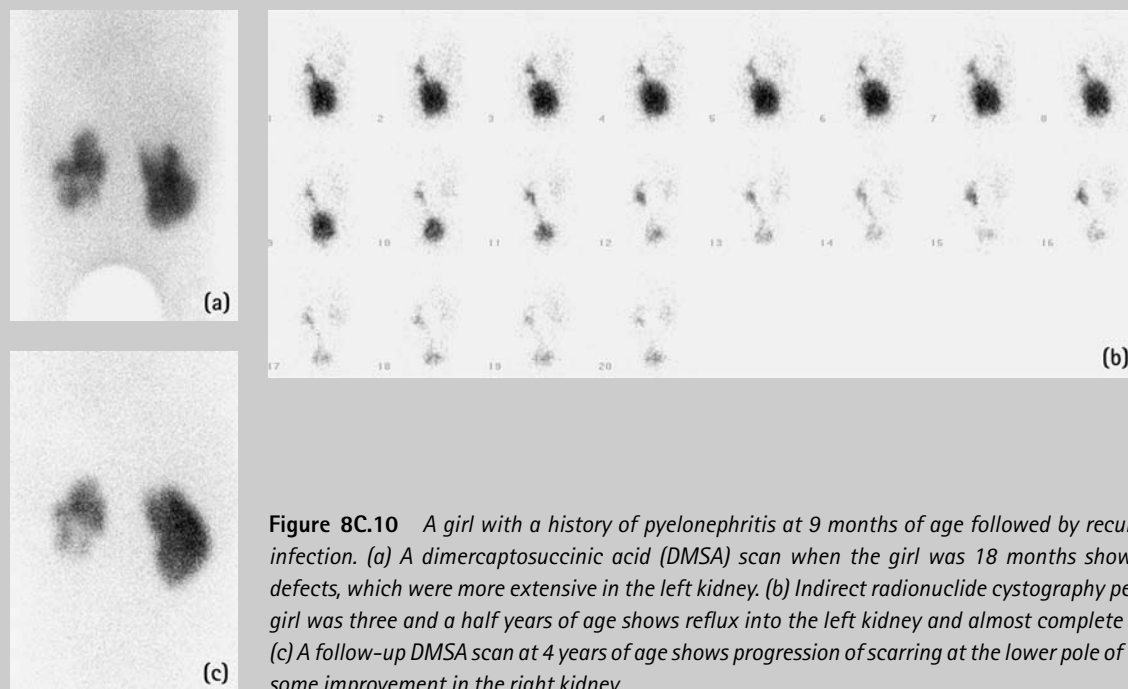 (a)
1 2 3 4 5 6 7 8
9 10 11 12 13 14 15 16
17 18 19 20
(b)
(c)
Figure 8C.10 A girl with a history of pyelonephritis at 9 months of age followed by recu
infection. (a) A dimercaptosuccinic acid (DMSA) scan when the girl was 18 months show
defects, which were more extensive in the left kidney. (b) Indirect radionuclide cystography pe
girl was three and a half years of age shows reflux into the left kidney and almost complete
(c) A follow-up DMSA scan at 4 years of age shows progression of scarring at the lower pole of
some improvement in the right kidney.